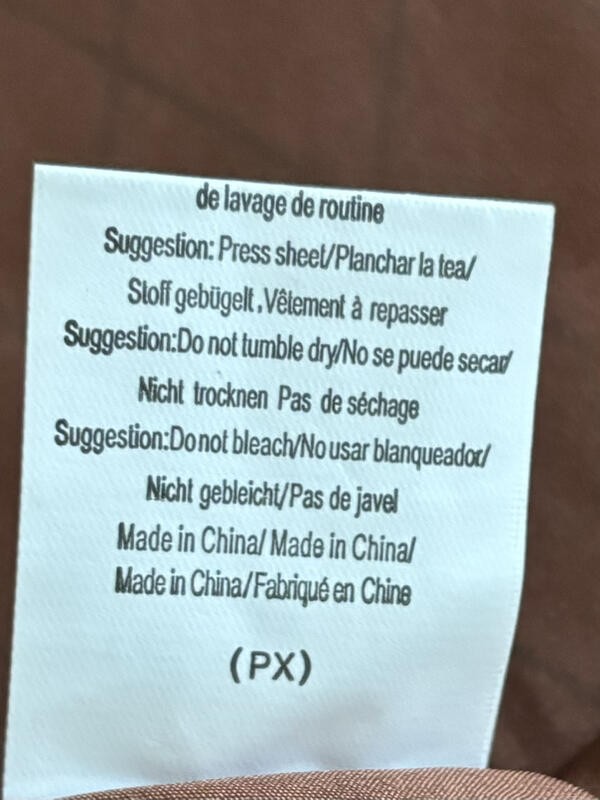 de lavage de routine
Suggestion: Press sheet/Planchar la tea/
Stoff gebügelt.Vêtement à repasser
Suggestion:Do not tumble dry/No se puede secar/
Nicht trocknen Pas de séchage
Suggestion:Do not bleach/No usar blanqueador/
Nicht gebleicht/Pas de javel
Made in China/ Made in China/
Made in China/Fabriqué en Chine
(PX)